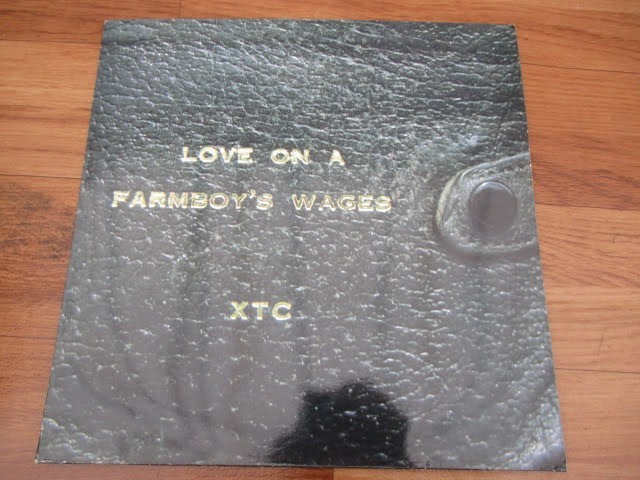 LOVE ON A
FARMBOY'S WAGES
XTC